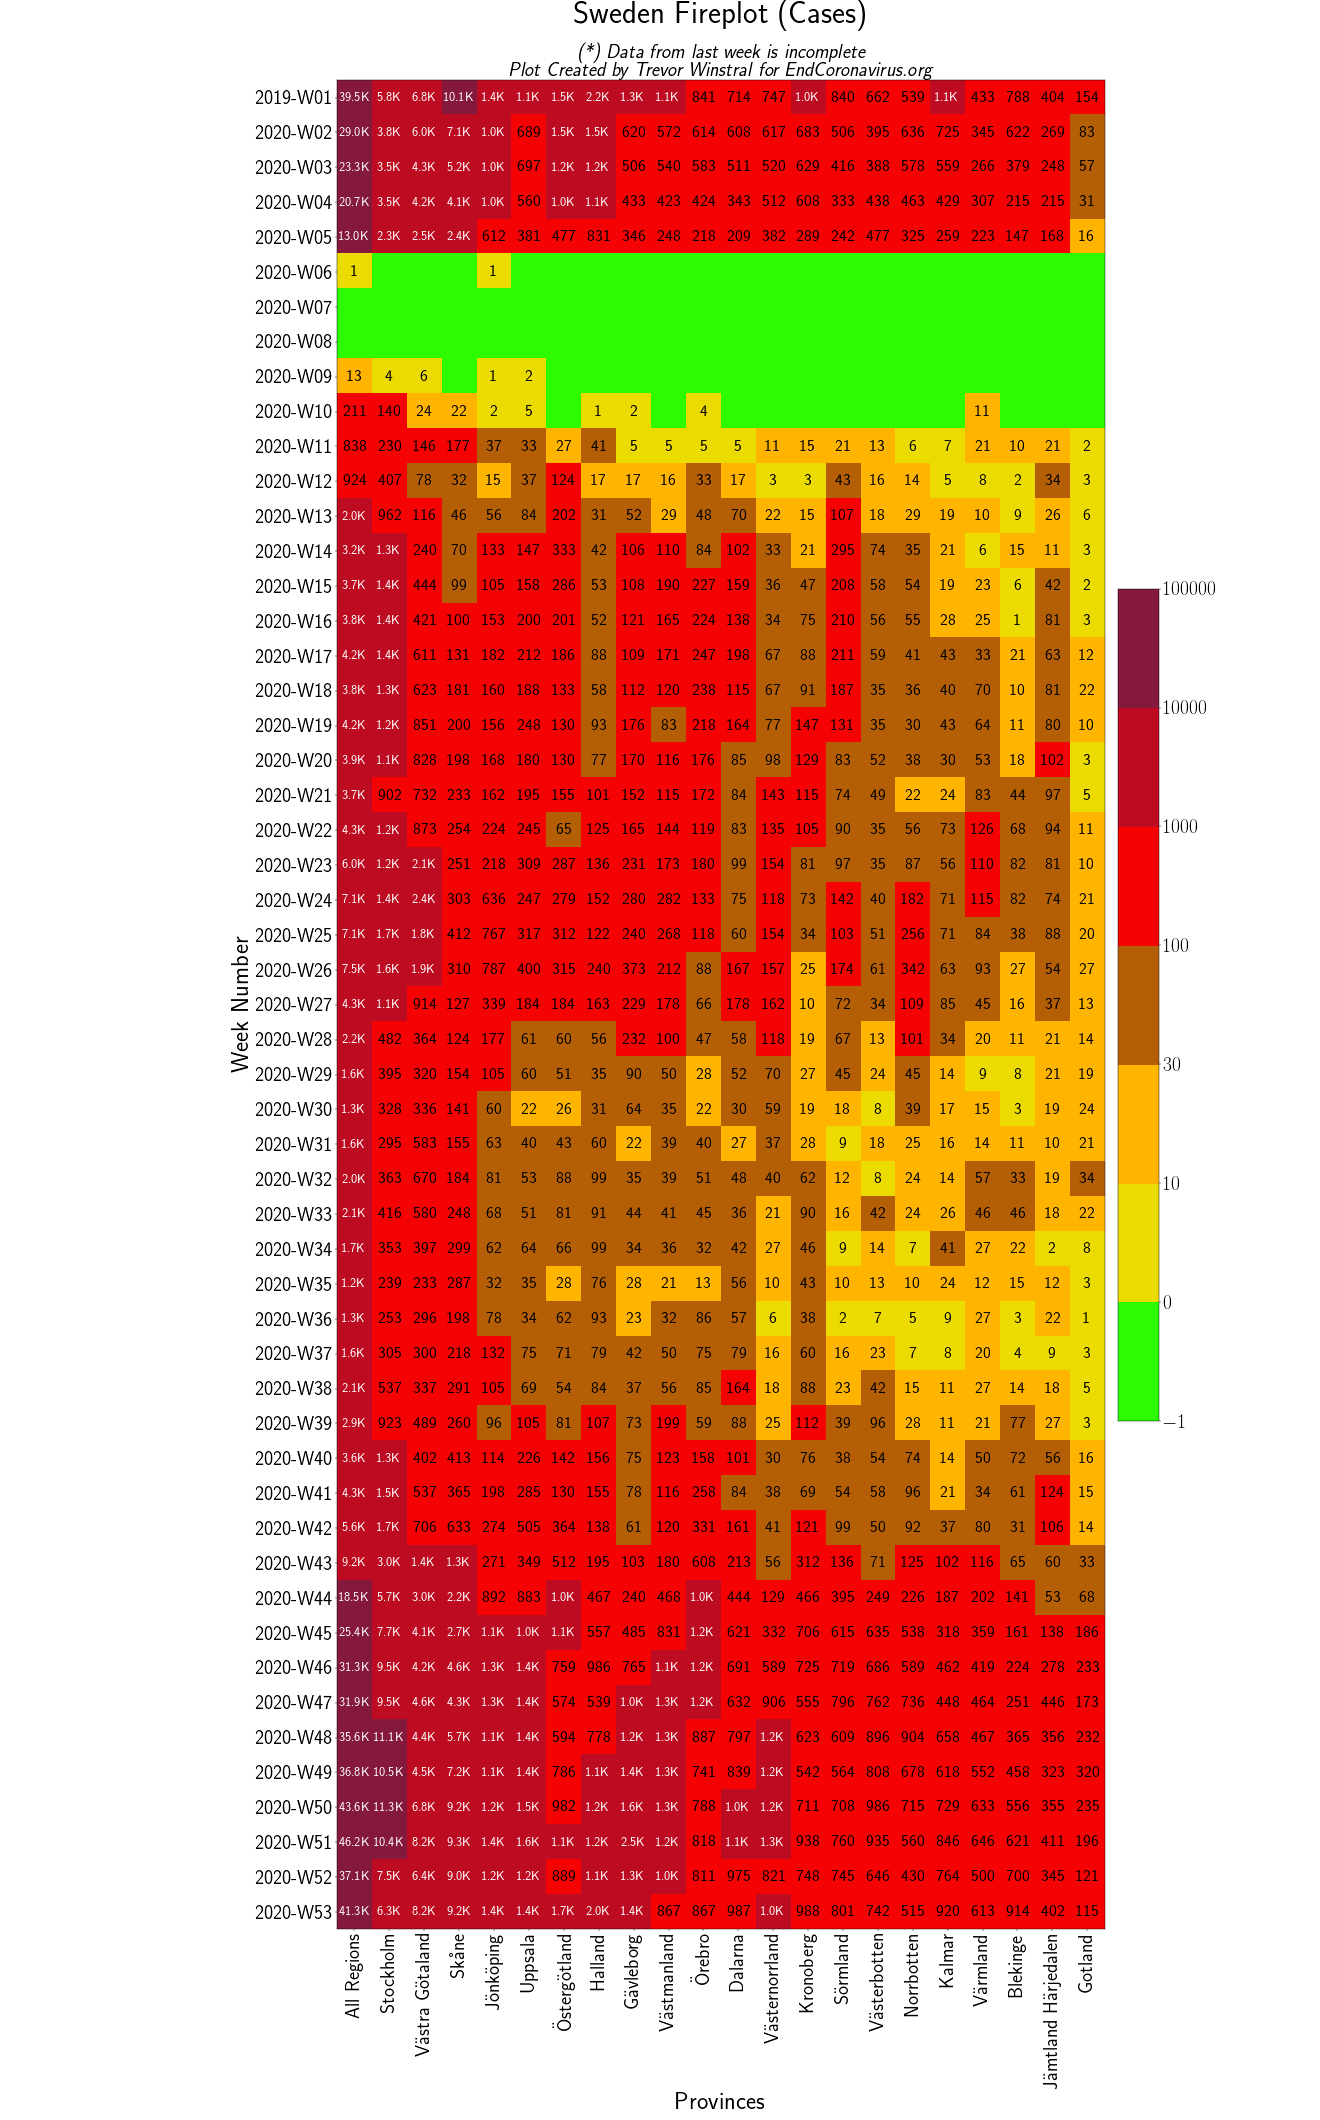 Sweden Fireplot (Cases)
(*) Data from last week is incomplete
Plot Created by Trevor Winstral for EndCoronavirus.org
2019-W01 39.5K 5.8K 6.8K 10.1K 1.4K 1.1K 1.5K 2.2K 1.3K 1.1K 841 714 747 1.0K 840 662 539 1.1K 433 788 404 154
2020-W02 29.0K 3.8K 6.0K 7.1K 1.0K 689 1.5K 1.5K 620 572 614 608 617 683 506 395 636 725 345 622 269 83
2020-W03 23.3K 3.5K 4.3K 5.2K 1.0K 697 1.2K 1.2K 506 540 583 511 520 629 416 388 578 559 266 379 248 57
2020-W04 20.7K 3.5K 4.2K 4.1K 1.0K 560 1.0K 1.1K 433 423 424 343 512 608 333 438 463 429 307 215 215 31
2020-W05 13.0K 2.3K 2.5K 2.4K 612 381 477 831 346 248 218 209 382 289 242 477 325 259 223 147 168 16
2020-W06 1 1
2020-W07
2020-W08
2020-W09 13 4 6 1 2
2020-W10 211 140 24 22 2 5 1 2 4 11
2020-W11 838 230 146 177 37 33 27 41 5 5 5 5 11 15 21 13 6 7 21 10 21 2
2020-W12 924 407 78 32 15 37 124 17 17 16 33 17 3 3 43 16 14 5 8 2 34 3
2020-W13 2.0K 962 116 46 56 84 202 31 52 29 48 70 22 15 107 18 29 19 10 9 26 6
2020-W14 3.2K 1.3K 240 70 133 147 333 42 106 110 84 102 33 21 295 74 35 21 6 15 11 3
2020-W15 3.7K 1.4K 444 99 105 158 286 53 108 190 227 159 36 47 208 58 54 19 23 6 42 2
2020-W16 3.8K 1.4K 421 100 153 200 201 52 121 165 224 138 34 75 210 56 55 28 25 1 81 3
2020-W17 4.2K 1.4K 611 131 182 212 186 88 109 171 247 198 67 88 211 59 41 43 33 21 63 12
2020-W18 3.8K 1.3K 623 181 160 188 133 58 112 120 238 115 67 91 187 35 36 40 70 10 81 22
2020-W19 4.2K 1.2K 851 200 156 248 130 93 176 83 218 164 77 147 131 35 30 43 64 11 80 10
2020-W20 3.9K 1.1K 828 198 168 180 130 77 170 116 176 85 98 129 83 52 38 30 53 18 102 3
2020-W21 3.7K 902 732 233 162 195 155 101 152 115 172 84 143 115 74 49 22 24 83 44 97 5
2020-W22 4.3K 1.2K 873 254 224 245 65 125 165 144 119 83 135 105 90 35 56 73 126 68 94 11
2020-W23 6.0K 1.2K 2.1K 251 218 309 287 136 231 173 180 99 154 81 97 35 87 56 110 82 81 10
2020-W24 7.1K 1.4K 2.4K 303 636 247 279 152 280 282 133 75 118 73 142 40 182 71 115 82 74 21
2020-W25 7.1K 1.7K 1.8K 412 767 317 312 122 240 268 118 60 154 34 103 51 256 71 84 38 88 20
2020-W26 7.5K 1.6K 1.9K 310 787 400 315 240 373 212 88 167 157 25 174 61 342 63 93 27 54 27
2020-W27 4.3K 1.1K 914 127 339 184 184 163 229 178 66 178 162 10 72 34 109 85 45 16 37 13
2020-W28 2.2K 482 364 124 177 61 60 56 232 100 47 58 118 19 67 13 101 34 20 11 21 14
2020-W29 1.6K 395 320 154 105 60 51 35 90 50 28 52 70 27 45 24 45 14 9 8 21 19
2020-W30 1.3K 328 336 141 60 22 26 31 64 35 22 30 59 19 18 8 39 17 15 3 19 24
2020-W31 1.6K 295 583 155 63 40 43 60 22 39 40 27 37 28 9 18 25 16 14 11 10 21
2020-W32 2.0K 363 670 184 81 53 88 99 35 39 51 48 40 62 12 8 24 14 57 33 19 34
2020-W33 2.1K 416 580 248 68 51 81 91 44 41 45 36 21 90 16 42 24 26 46 46 18 22
2020-W34 1.7K 353 397 299 62 64 66 99 34 36 32 42 27 46 9 14 7 41 27 22 2 8
2020-W35 1.2K 239 233 287 32 35 28 76 28 21 13 56 10 43 10 13 10 24 12 15 12 3
2020-W36 1.3K 253 296 198 78 34 62 93 23 32 86 57 6 38 2 7 5 9 27 3 22 1
2020-W37 1.6K 305 300 218 132 75 71 79 42 50 75 79 16 60 16 23 7 8 20 4 9 3
2020-W38 2.1K 537 337 291 105 69 54 84 37 56 85 164 18 88 23 42 15 11 27 14 18 5
2020-W39 2.9K 923 489 260 96 105 81 107 73 199 59 88 25 112 39 96 28 11 21 77 27 3
2020-W40 3.6K 1.3K 402 413 114 226 142 156 75 123 158 101 30 76 38 54 74 14 50 72 56 16
2020-W41 4.3K 1.5K 537 365 198 285 130 155 78 116 258 84 38 69 54 58 96 21 34 61 124 15
2020-W42 5.6K 1.7K 706 633 274 505 364 138 61 120 331 161 41 121 99 50 92 37 80 31 106 14
2020-W43 9.2K 3.0K 1.4K 1.3K 271 349 512 195 103 180 608 213 56 312 136 71 125 102 116 65 60 33
2020-W44 18.5K 5.7K 3.0K 2.2K 892 883 1.0K 467 240 468 1.0K 444 129 466 395 249 226 187 202 141 53 68
2020-W45 25.4K 7.7K 4.1K 2.7K 1.1K 1.0K 1.1K 557 485 831 1.2K 621 332 706 615 635 538 318 359 161 138 186
2020-W46 31.3K 9.5K 4.2K 4.6K 1.3K 1.4K 759 986 765 1.1K 1.2K 691 589 725 719 686 589 462 419 224 278 233
2020-W47 31.9K 9.5K 4.6K 4.3K 1.3K 1.4K 574 539 1.0K 1.3K 1.2K 632 906 555 796 762 736 448 464 251 446 173
2020-W48 35.6K 11.1K 4.4K 5.7K 1.1K 1.4K 594 778 1.2K 1.3K 887 797 1.2K 623 609 896 904 658 467 365 356 232
2020-W49 36.8K 10.5K 4.5K 7.2K 1.1K 1.4K 786 1.1K 1.4K 1.3K 741 839 1.2K 542 564 808 678 618 552 458 323 320
2020-W50 43.6K 11.3K 6.8K 9.2K 1.2K 1.5K 982 1.2K 1.6K 1.3K 788 1.0K 1.2K 711 708 986 715 729 633 556 355 235
2020-W51 46.2K 10.4K 8.2K 9.3K 1.4K 1.6K 1.1K 1.2K 2.5K 1.2K 818 1.1K 1.3K 938 760 935 560 846 646 621 411 196
2020-W52 37.1K 7.5K 6.4K 9.0K 1.2K 1.2K 889 1.1K 1.3K 1.0K 811 975 821 748 745 646 430 764 500 700 345 121
2020-W53 41.3K 6.3K 8.2K 9.2K 1.4K 1.4K 1.7K 2.0K 1.4K 867 867 987 1.0K 988 801 742 515 920 613 914 402 115
Week Number
All Regions
Stockholm
Västra Götaland
Skåne
Jönköping
Uppsala
Östergötland
Halland
Gävleborg
Västmanland
Örebro
Dalarna
Västernorrland
Kronoberg
Sörmland
Västerbotten
Norrbotten
Kalmar
Värmland
Blekinge
Jämtland Härjedalen
Gotland
Provinces
100000
10000
1000
100
30
10
0
−1